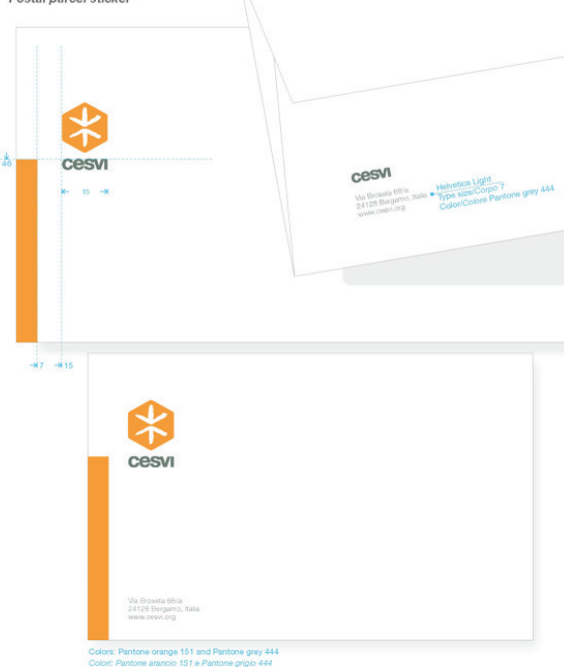 Postal parcel sticker
cesvi
46
15
7
15
cesvi
Via Broseta 68/a
24128 Bergamo, Italia
www.cesvi.org
Helvetica Light
Type size/Corpo 7
Color/Colore Pantone grey 444
cesvi
Via Broseta 68/a
24128 Bergamo, Italia
www.cesvi.org
Colors: Pantone orange 151 and Pantone grey 444
Colori: Pantone arancio 151 e Pantone grigio 444